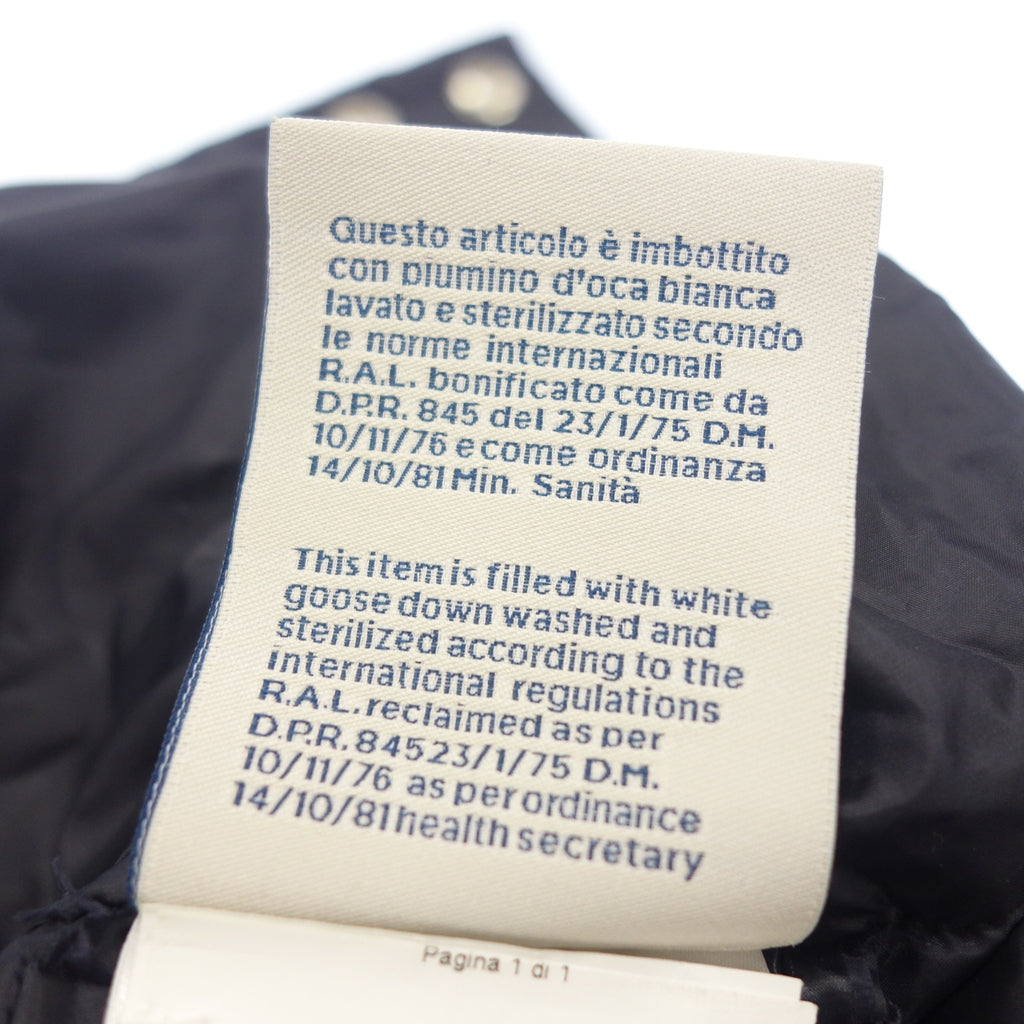 Questo articolo è imbottito
con piumino d'oca bianca
lavato e sterilizzato secondo
le norme internazionali
R.A.L. bonificato come da
D.P.R. 845 del 23/1/75 D.M.
10/11/76 e come ordinanza
14/10/81 Min. Sanità
This item is filled with white
goose down washed and
sterilized according to the
international regulations
R.A.L. reclaimed as per
D.P.R. 845 23/1/75 D.M.
10/11/76 as per ordinance
14/10/81 health secretary
Pagina 1 di 1